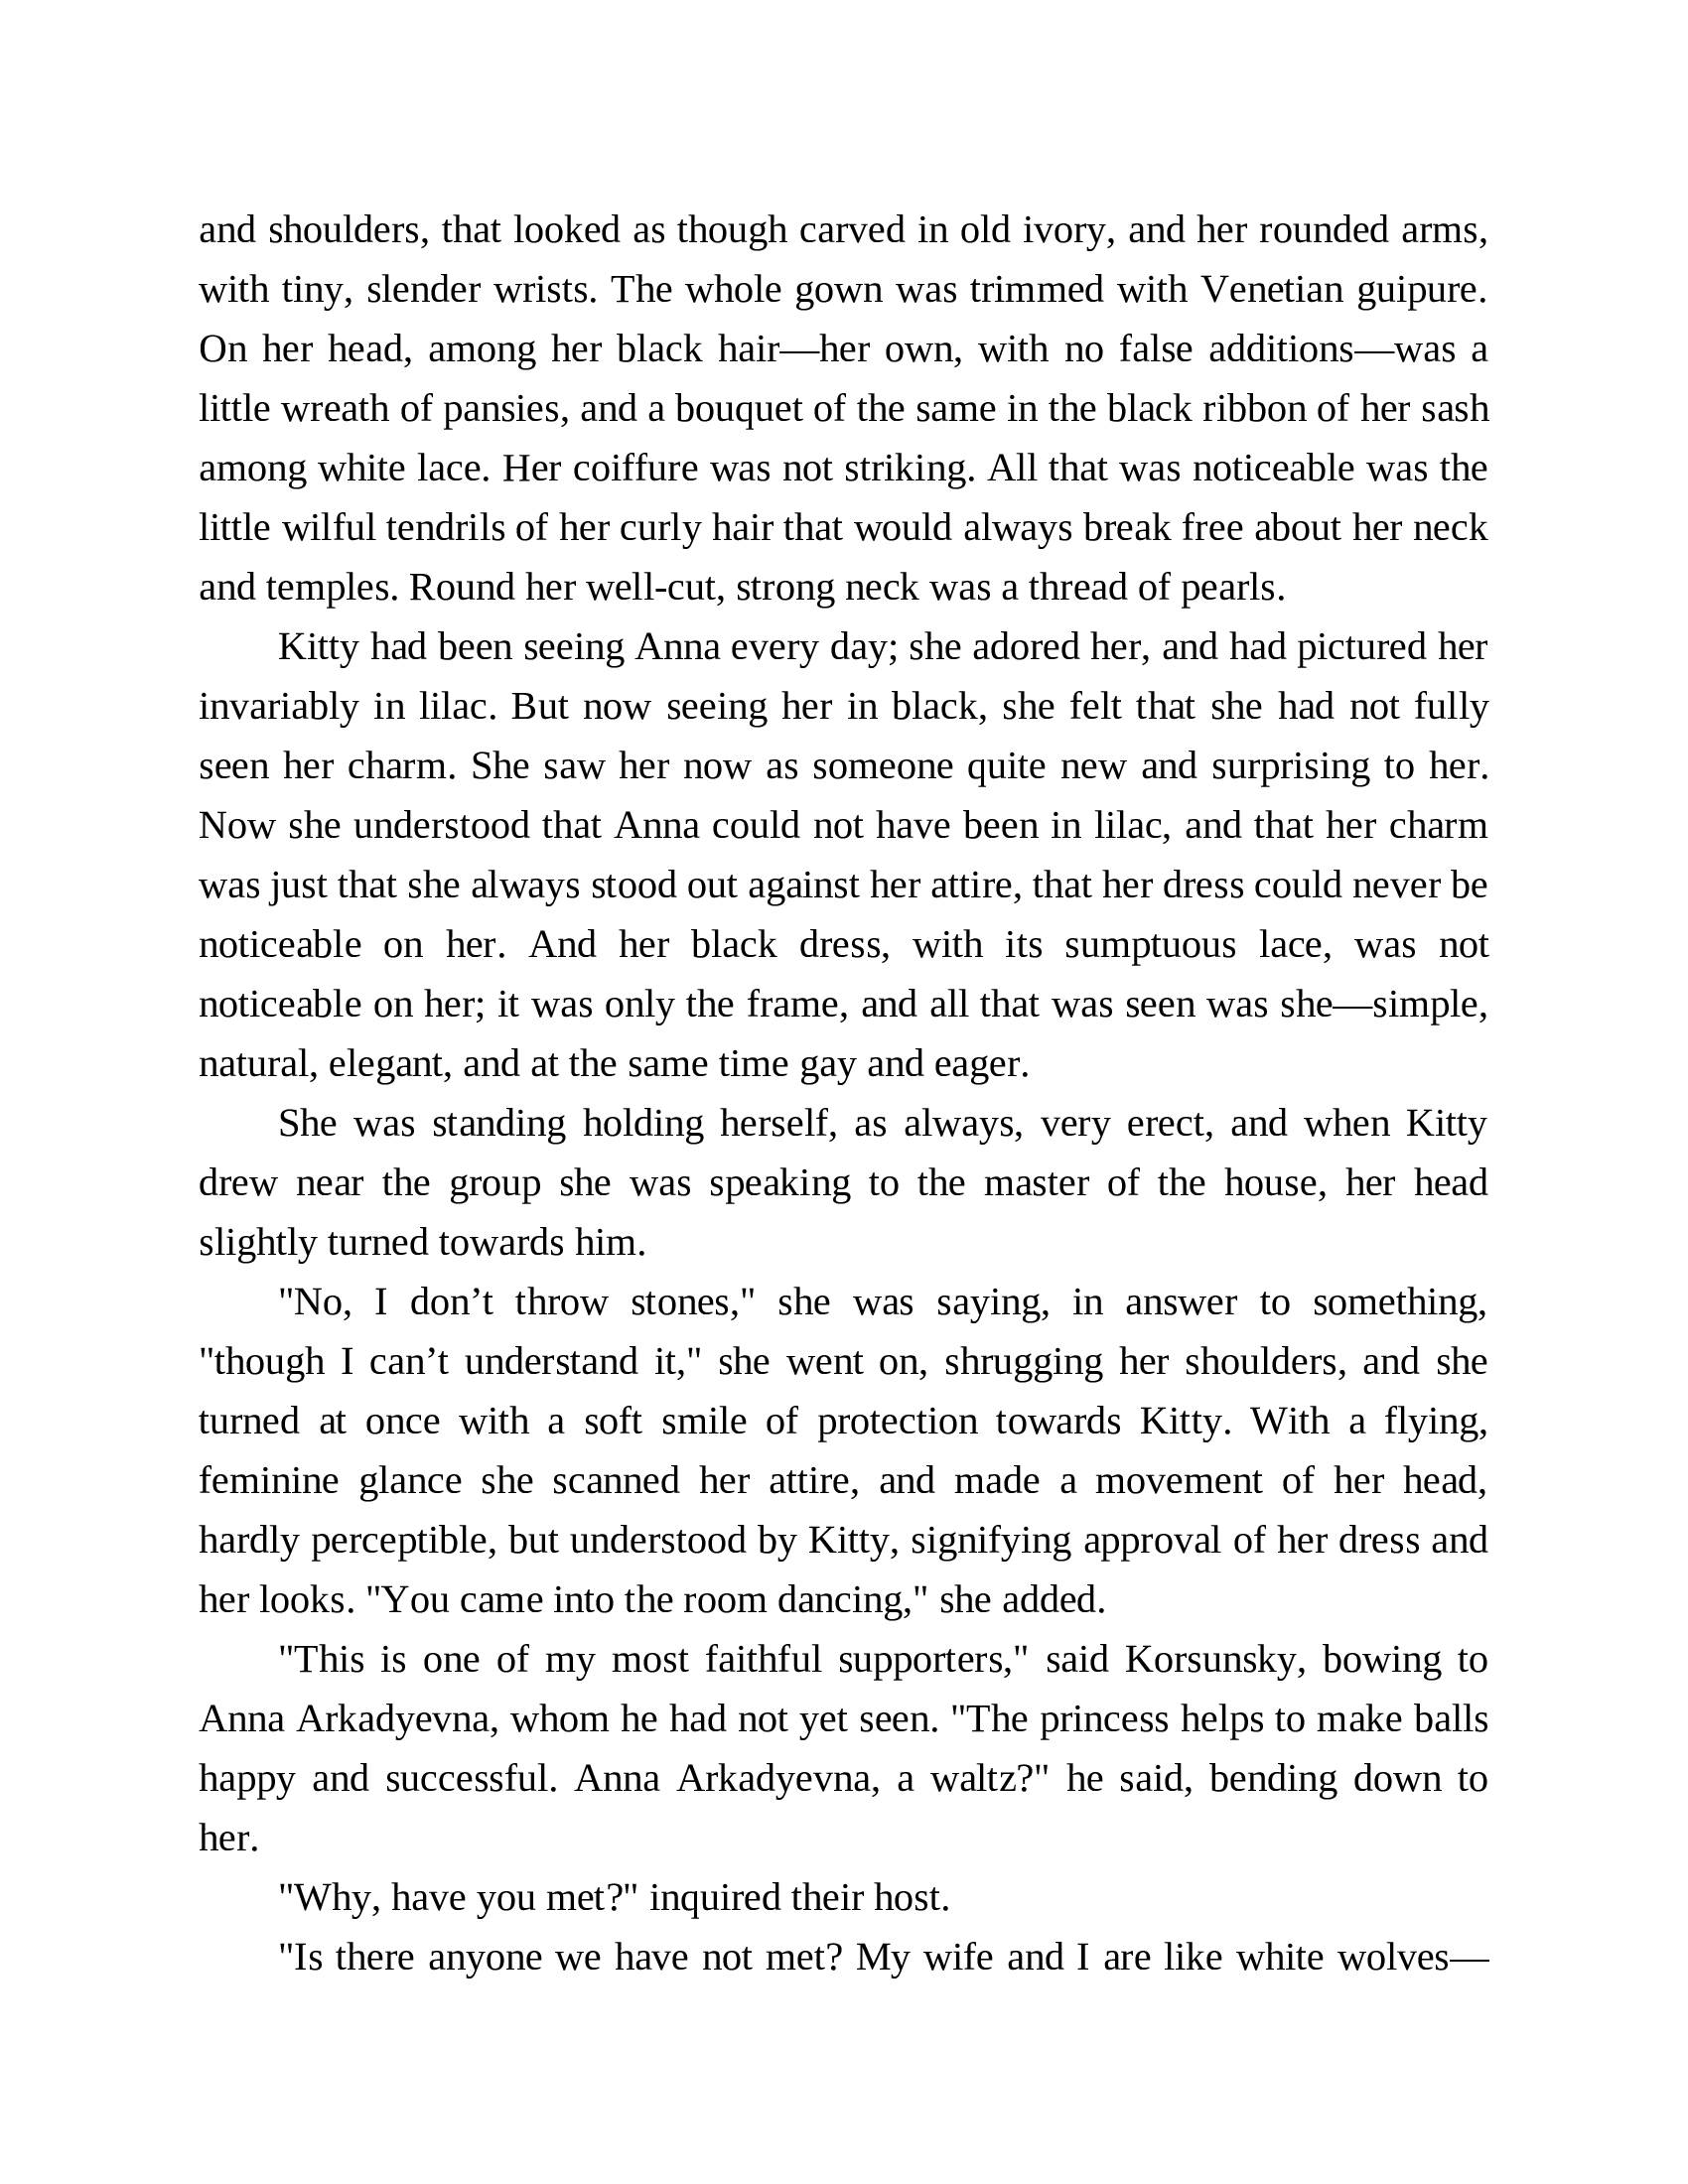 and shoulders, that looked as though carved in old ivory, and her rounded arms,
with tiny, slender wrists. The whole gown was trimmed with Venetian guipure.
On her head, among her black hair—her own, with no false additions—was a
little wreath of pansies, and a bouquet of the same in the black ribbon of her sash
among white lace. Her coiffure was not striking. All that was noticeable was the
little wilful tendrils of her curly hair that would always break free about her neck
and temples. Round her well-cut, strong neck was a thread of pearls.
Kitty had been seeing Anna every day; she adored her, and had pictured her
invariably in lilac. But now seeing her in black, she felt that she had not fully
seen her charm. She saw her now as someone quite new and surprising to her.
Now she understood that Anna could not have been in lilac, and that her charm
was just that she always stood out against her attire, that her dress could never be
noticeable on her. And her black dress, with its sumptuous lace, was not
noticeable on her; it was only the frame, and all that was seen was she—simple,
natural, elegant, and at the same time gay and eager.
She was standing holding herself, as always, very erect, and when Kitty
drew near the group she was speaking to the master of the house, her head
slightly turned towards him.
"No, I don’t throw stones," she was saying, in answer to something,
"though I can’t understand it," she went on, shrugging her shoulders, and she
turned at once with a soft smile of protection towards Kitty. With a flying,
feminine glance she scanned her attire, and made a movement of her head,
hardly perceptible, but understood by Kitty, signifying approval of her dress and
her looks. "You came into the room dancing," she added.
"This is one of my most faithful supporters," said Korsunsky, bowing to
Anna Arkadyevna, whom he had not yet seen. "The princess helps to make balls
happy and successful. Anna Arkadyevna, a waltz?" he said, bending down to
her.
"Why, have you met?" inquired their host.
"Is there anyone we have not met? My wife and I are like white wolves—